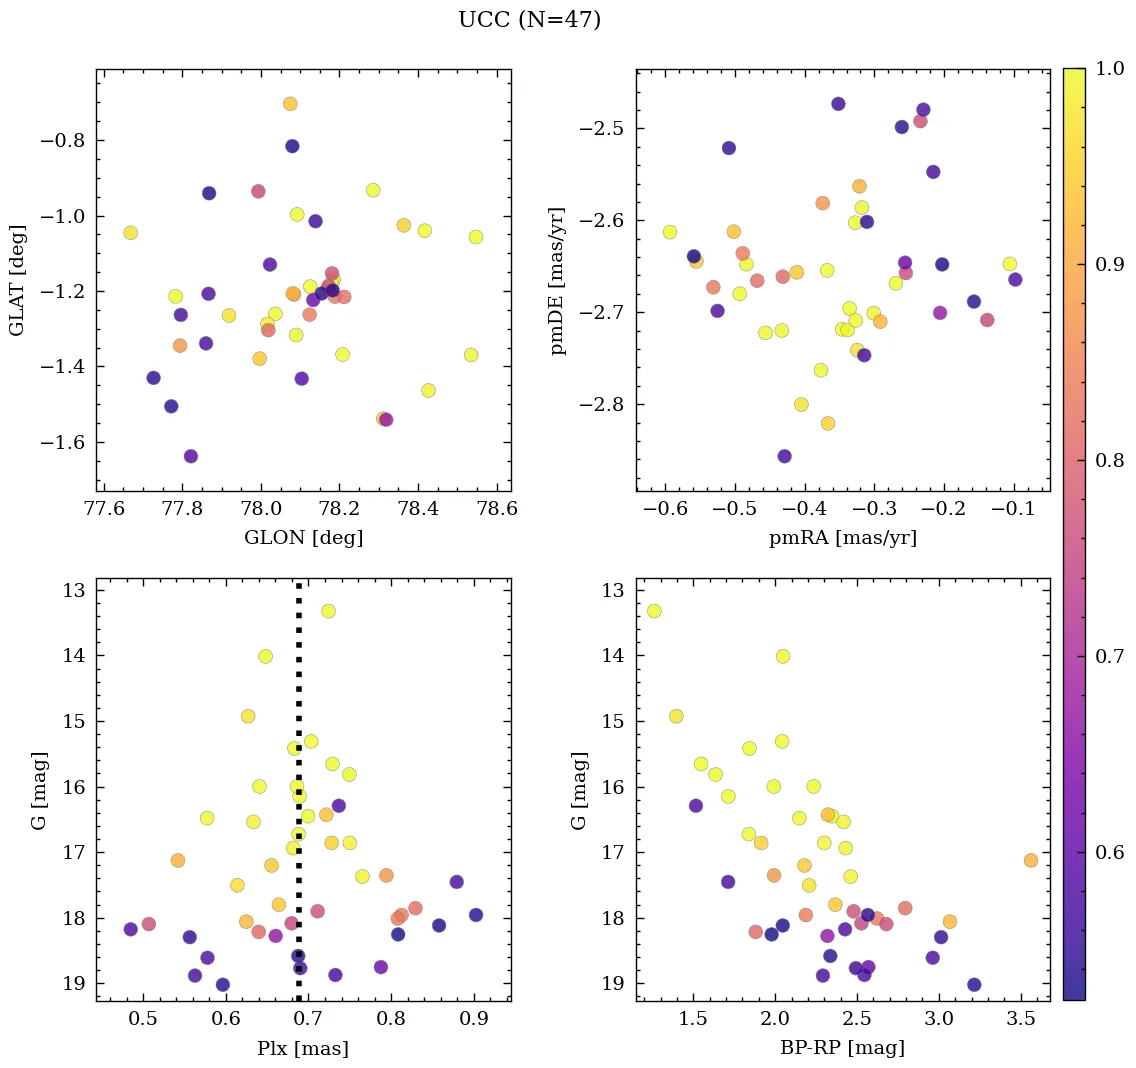 UCC (N=47)
−0.8
−1.0
−1.2
−1.4
−1.6
GLAT [deg]
77.6 77.8 78.0 78.2 78.4 78.6
GLON [deg]
−2.5
−2.6
−2.7
−2.8
pmDE [mas/yr]
−0.6 −0.5 −0.4 −0.3 −0.2 −0.1
pmRA [mas/yr]
13
14
15
16
17
18
19
G [mag]
0.5 0.6 0.7 0.8 0.9
Plx [mas]
13
14
15
16
17
18
19
G [mag]
1.5 2.0 2.5 3.0 3.5
BP-RP [mag]
1.0
0.9
0.8
0.7
0.6